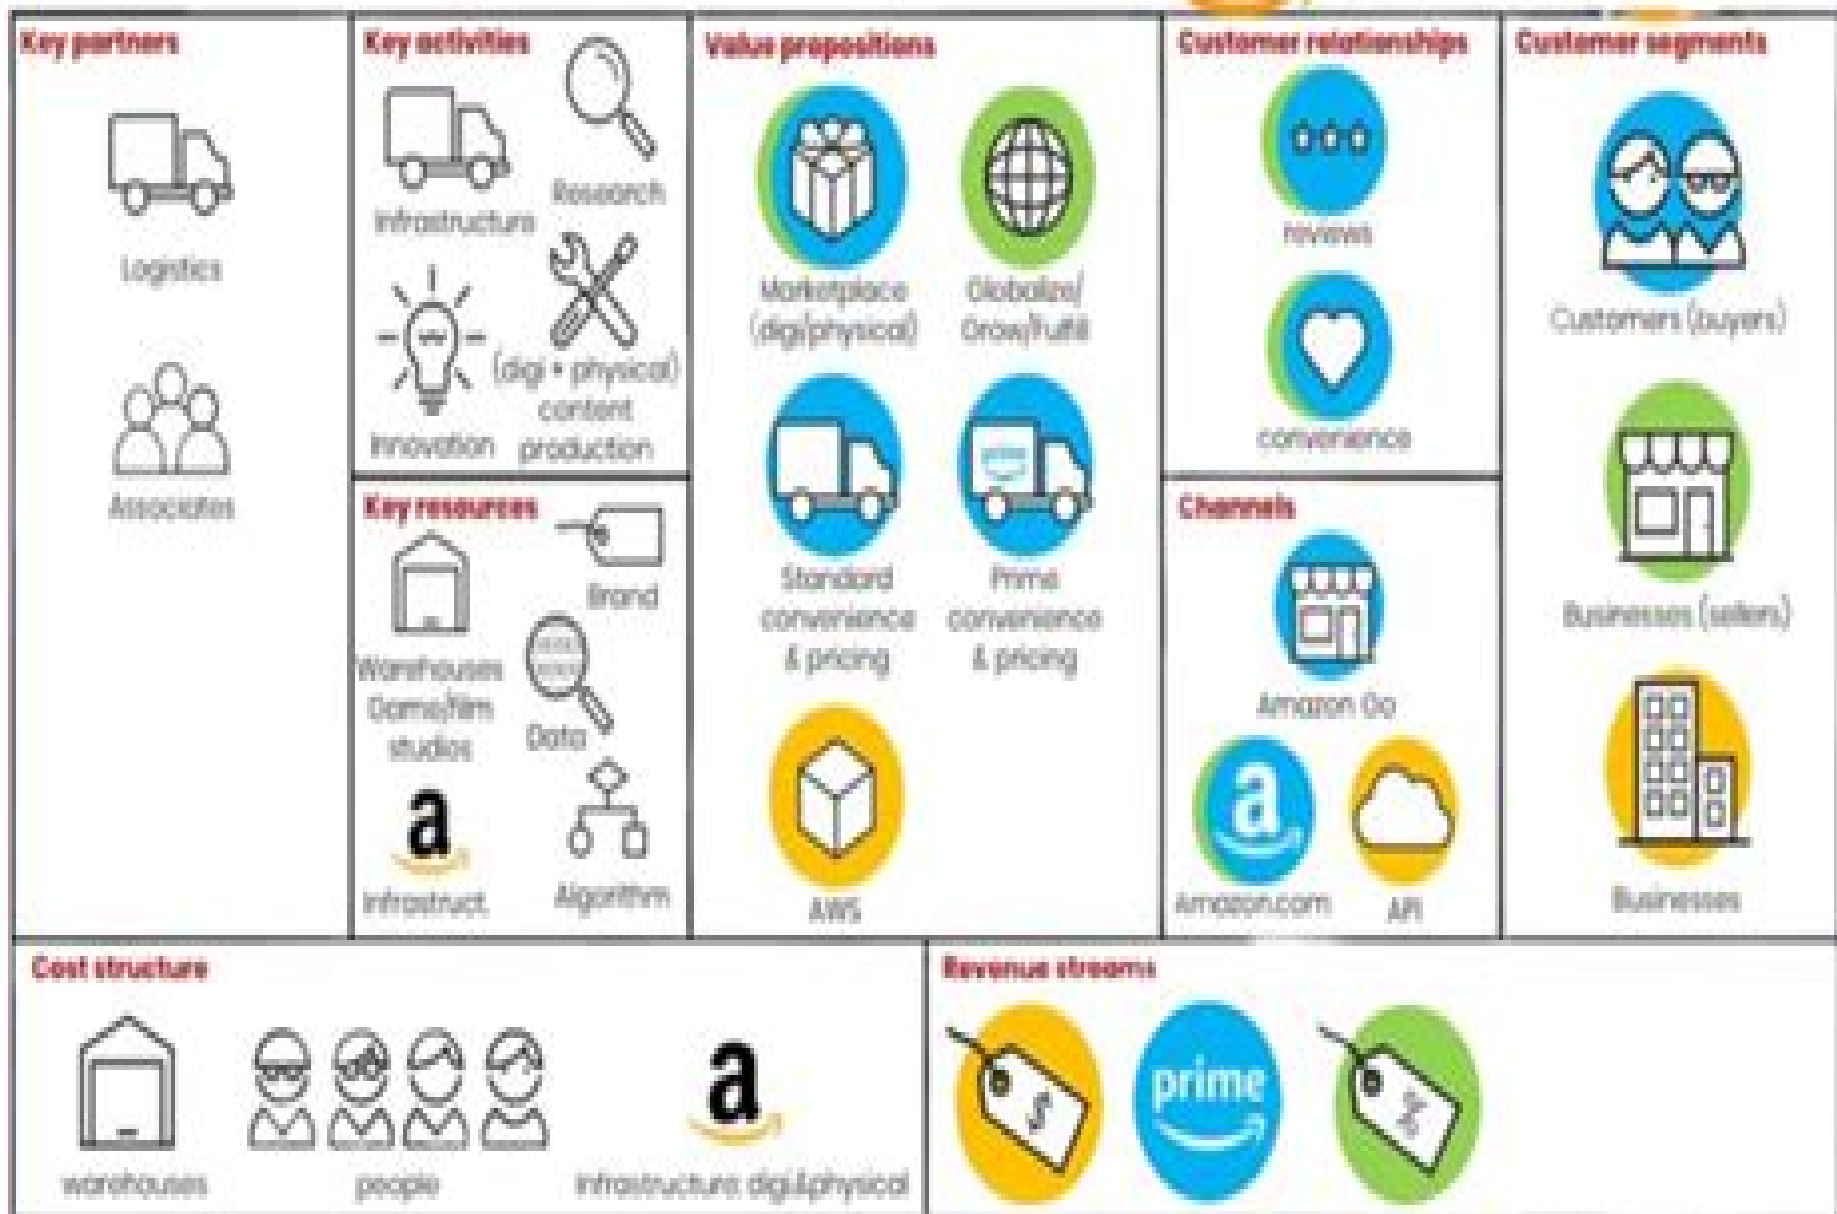 Key partners
Logistics
Associates
Key activities
Infrastructure
Research
Innovation
(digi + physical)
content
production
Key resources
Warehouses
Game/film
studios
Brand
Data
a
Infrastruct.
Algorithm
Value propositions
Marketplace
(digi/physical)
Globalize/
Grow/Fulfill
Standard
convenience
& pricing
prime
Prime
convenience
& pricing
AWS
Customer relationships
reviews
convenience
Channels
Amazon Go
a
Amazon.com
API
Customer segments
Customers (buyers)
Businesses (sellers)
Businesses
Cost structure
warehouses
people
a
Infrastructure: digi&physical
Revenue streams
$
prime
%